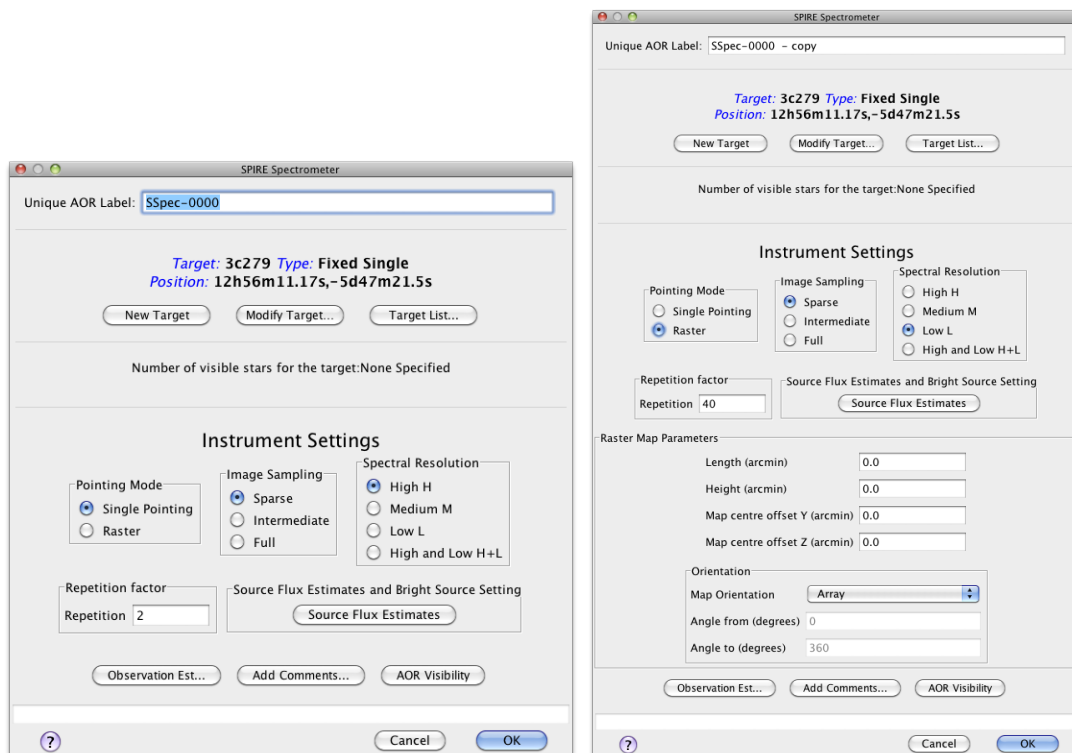 SPIRE Spectrometer
Unique AOR Label: SSpec-0000
Target: 3c279 Type: Fixed Single
Position: 12h56m11.17s,-5d47m21.5s
New Target Modify Target... Target List...
Number of visible stars for the target:None Specified
Instrument Settings
Pointing Mode
Single Pointing
Raster
Image Sampling
Sparse
Intermediate
Full
Spectral Resolution
High H
Medium M
Low L
High and Low H+L
Repetition factor
Repetition 2
Source Flux Estimates and Bright Source Setting
Source Flux Estimates
Observation Est... Add Comments... AOR Visibility
? Cancel OK
SPIRE Spectrometer
Unique AOR Label: SSpec-0000 - copy
Target: 3c279 Type: Fixed Single
Position: 12h56m11.17s,-5d47m21.5s
New Target Modify Target... Target List...
Number of visible stars for the target:None Specified
Instrument Settings
Pointing Mode
Single Pointing
Raster
Image Sampling
Sparse
Intermediate
Full
Spectral Resolution
High H
Medium M
Low L
High and Low H+L
Repetition factor
Repetition 40
Source Flux Estimates and Bright Source Setting
Source Flux Estimates
Raster Map Parameters
Length (arcmin) 0.0
Height (arcmin) 0.0
Map centre offset Y (arcmin) 0.0
Map centre offset Z (arcmin) 0.0
Orientation
Map Orientation Array
Angle from (degrees) 0
Angle to (degrees) 360
Observation Est... Add Comments... AOR Visibility
? Cancel OK